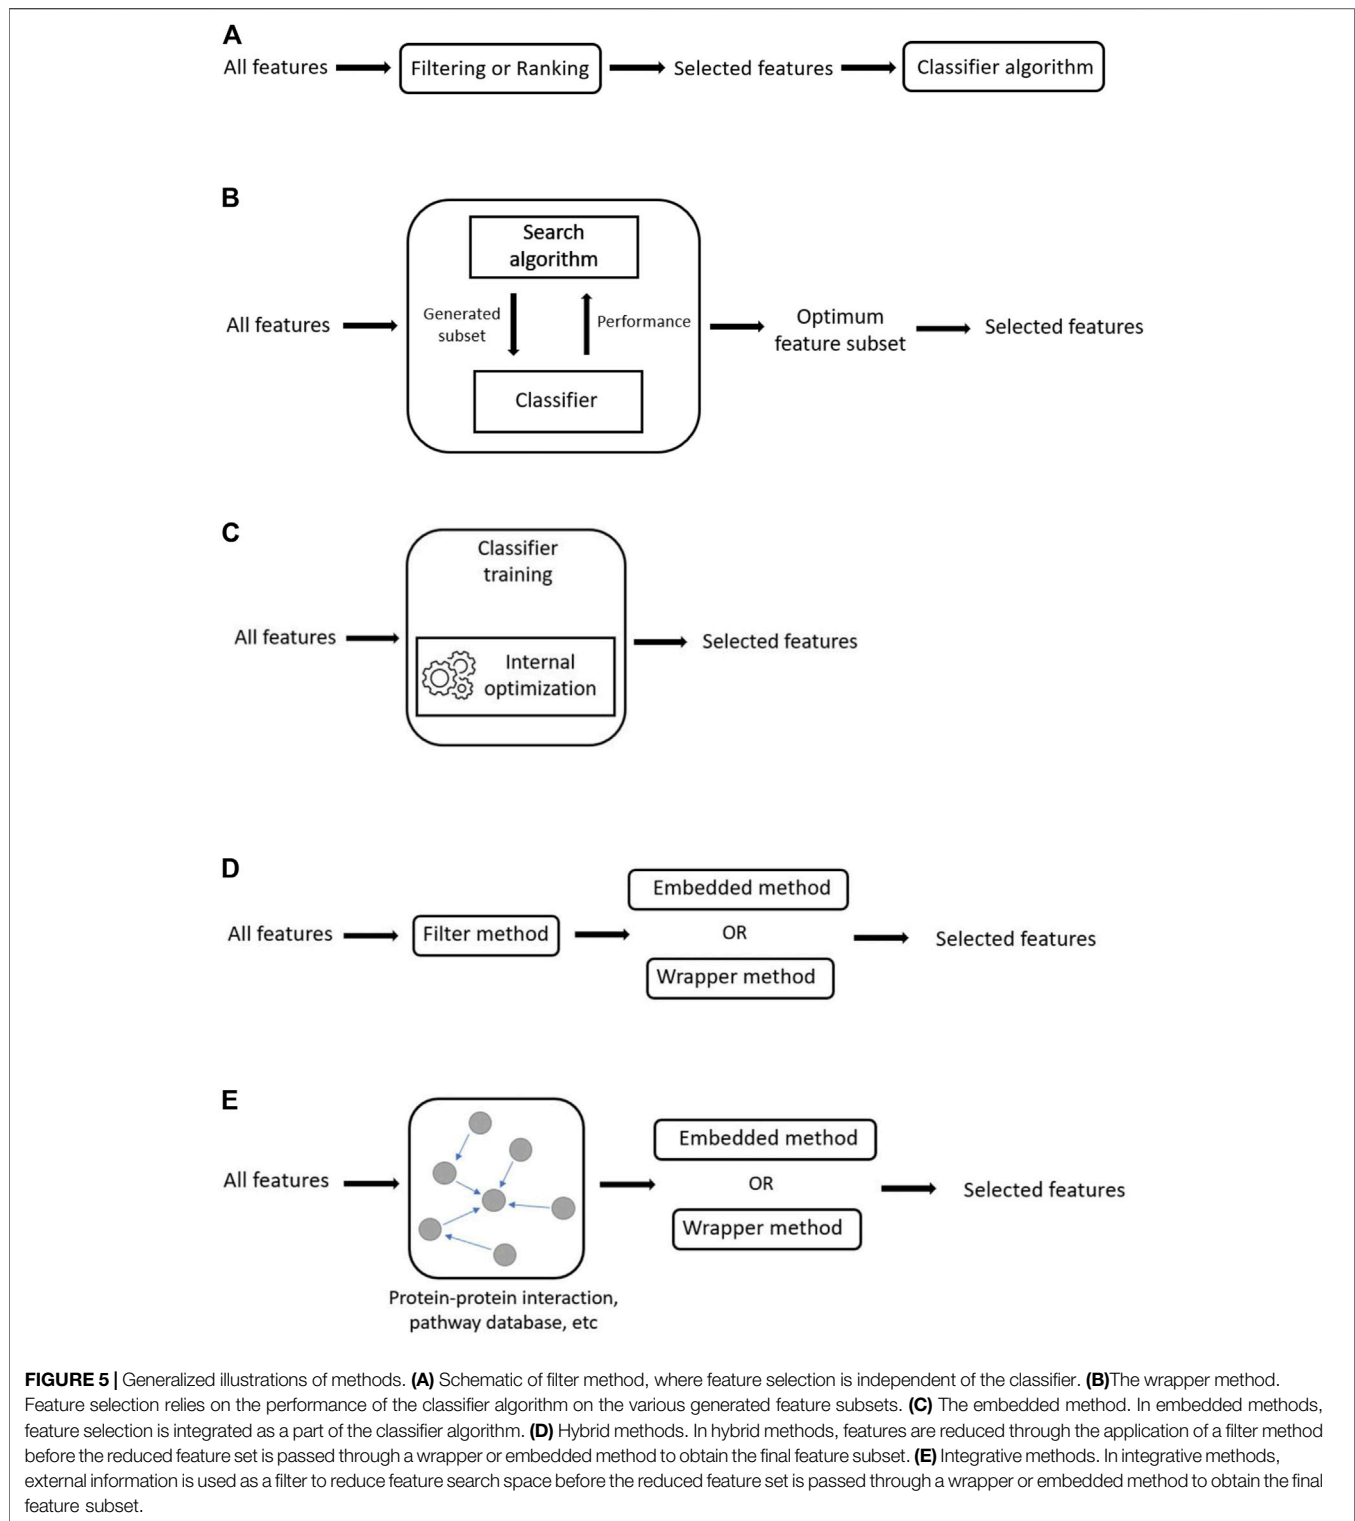 A
All features
Filtering or Ranking
Selected features
Classifier algorithm
B
Search
algorithm
Generated
subset
Performance
Classifier
All features
Optimum
feature subset
Selected features
C
Classifier
training
All features
Internal
optimization
Selected features
D
All features
Filter method
Embedded method
OR
Wrapper method
Selected features
E
All features
Protein-protein interaction,
pathway database, etc
Embedded method
OR
Wrapper method
Selected features
FIGURE 5 | Generalized illustrations of methods. (A) Schematic of filter method, where feature selection is independent of the classifier. (B)The wrapper method.
Feature selection relies on the performance of the classifier algorithm on the various generated feature subsets. (C) The embedded method. In embedded methods,
feature selection is integrated as a part of the classifier algorithm. (D) Hybrid methods. In hybrid methods, features are reduced through the application of a filter method
before the reduced feature set is passed through a wrapper or embedded method to obtain the final feature subset. (E) Integrative methods. In integrative methods,
external information is used as a filter to reduce feature search space before the reduced feature set is passed through a wrapper or embedded method to obtain the final
feature subset.